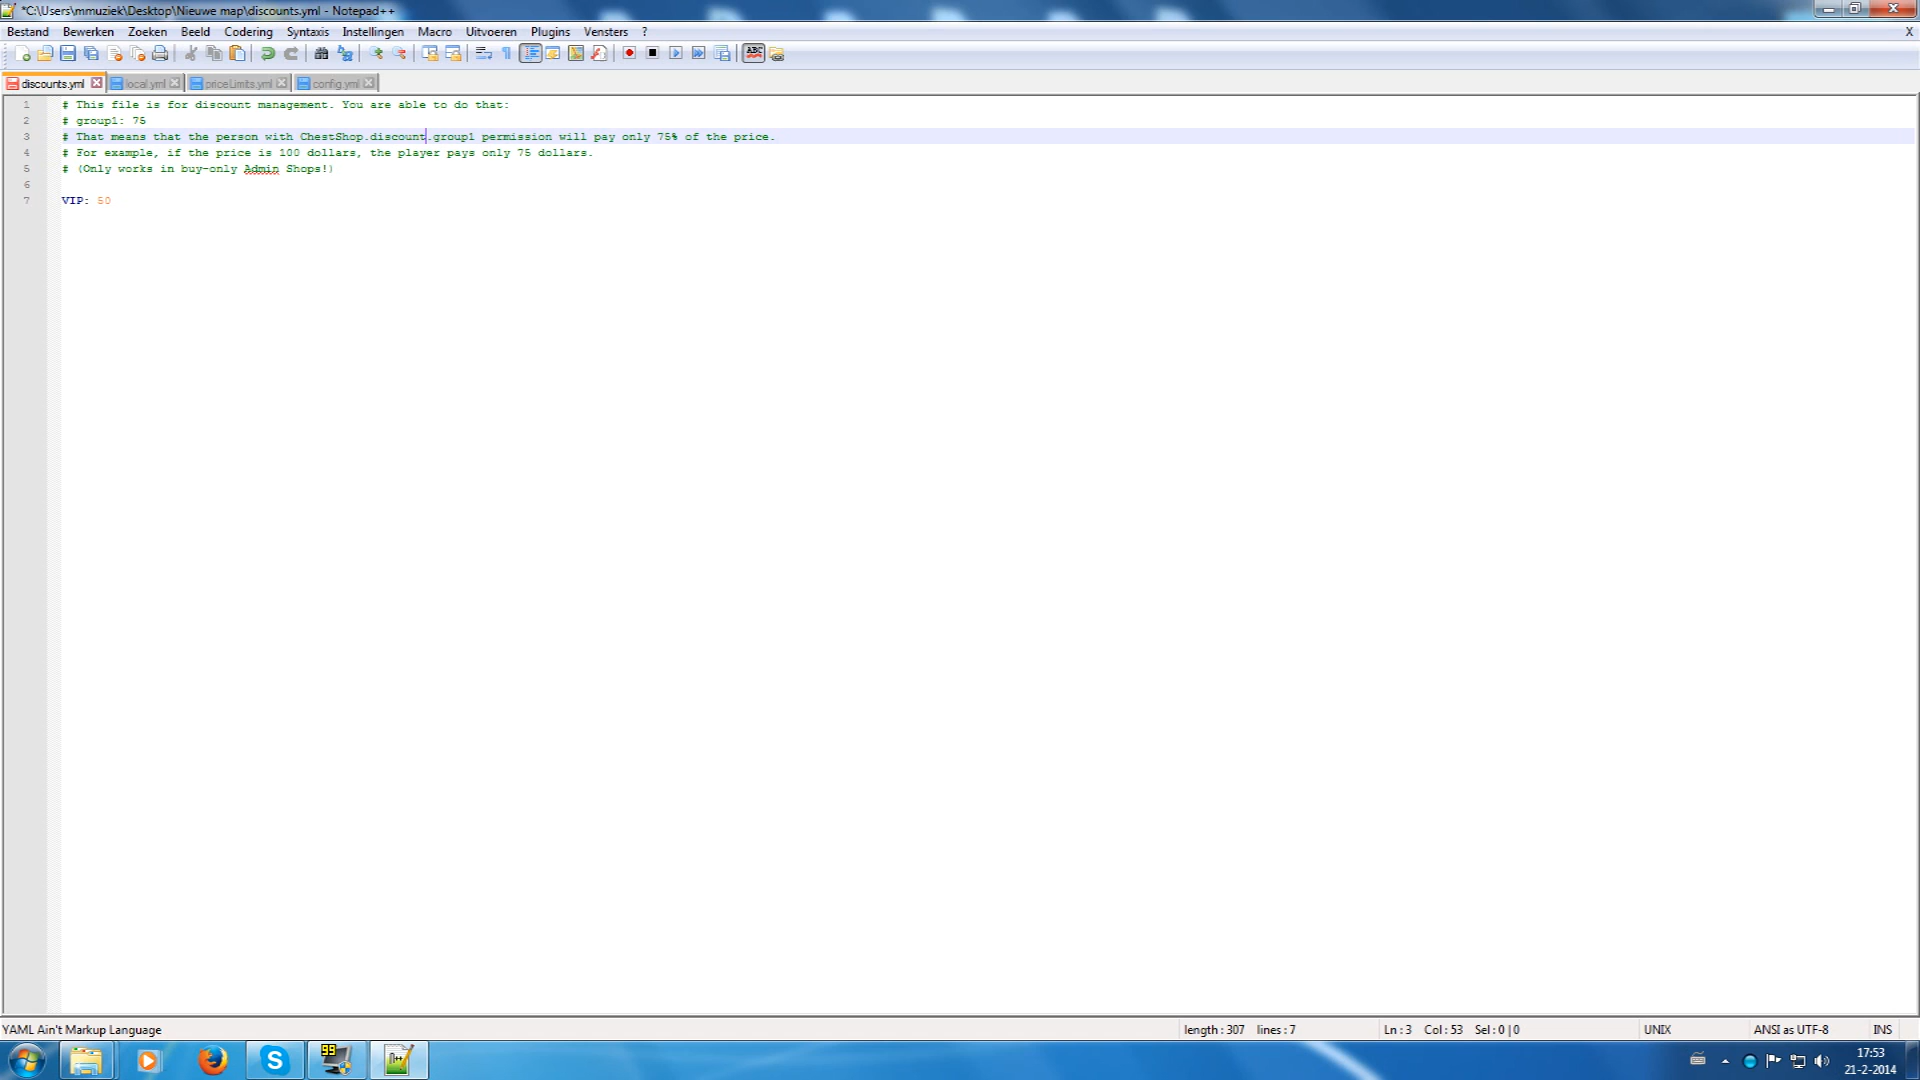 *C:\Users\mmuziek\Desktop\Nieuwe map\discounts.yml - Notepad++
Bestand Bewerken Zoeken Beeld Codering Syntaxis Instellingen Macro Uitvoeren Plugins Vensters ? X
ABC
discounts.yml local.yml priceLimits.yml config.yml
1 # This file is for discount management. You are able to do that:
2 # group1: 75
3 # That means that the person with ChestShop.discount.group1 permission will pay only 75% of the price.
4 # For example, if the price is 100 dollars, the player pays only 75 dollars.
5 # (Only works in buy-only Admin Shops!)
6
7 VIP: 50
YAML Ain't Markup Language length : 307 lines : 7 Ln : 3 Col : 53 Sel : 0 | 0 UNIX ANSI as UTF-8 INS
99
17:53
21-2-2014